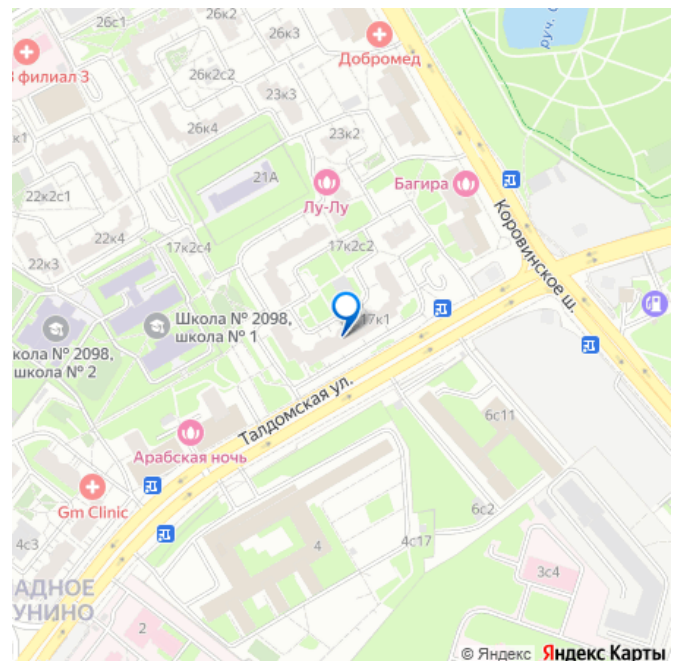 26с1
26к2
26к3
Добромед
руч.
26к2с2
филиал 3
23к3
к1
26к4
23к2
21А
Лу-Лу
Багира
22к2с1
22к4
17к2с4
17к2с2
22к3
Коровинское ш.
Школа № 2098,
школа № 1
17к1
кола № 2098,
школа № 2
Талдомская ул.
6с11
Арабская ночь
Gm Clinic
6с2
4с3
4
4с17
3с4
АДНОЕ
УНИНО
2
© Яндекс Яндекс Карты